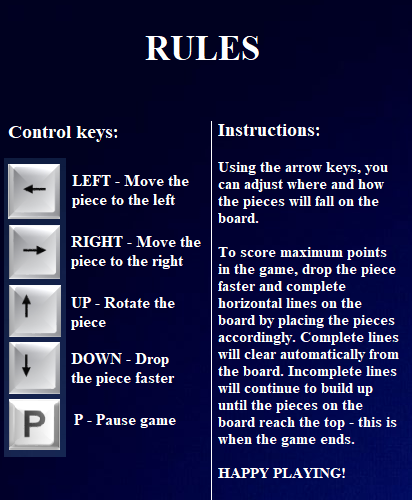 RULES
Control keys:
LEFT - Move the
piece to the left
RIGHT - Move the
piece to the right
UP - Rotate the
piece
DOWN - Drop
the piece faster
P
P - Pause game
Instructions:
Using the arrow keys, you
can adjust where and how
the pieces will fall on the
board.
To score maximum points
in the game, drop the piece
faster and complete
horizontal lines on the
board by placing the pieces
accordingly. Complete lines
will clear automatically from
the board. Incomplete lines
will continue to build up
until the pieces on the
board reach the top - this is
when the game ends.
HAPPY PLAYING!